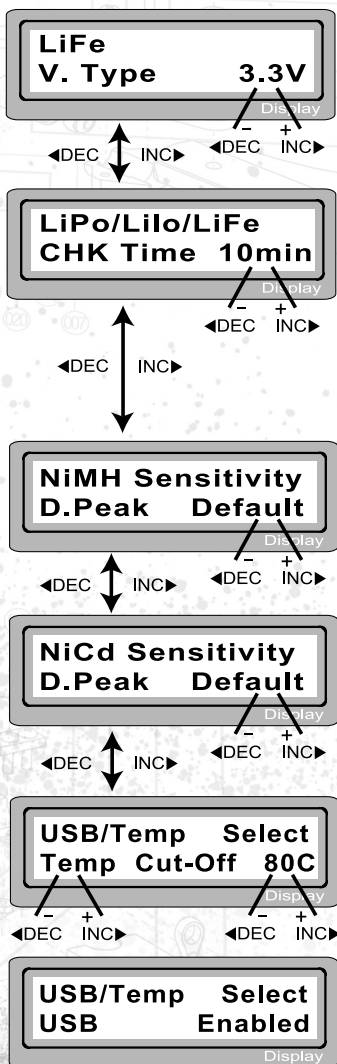 LiFe
V. Type 3.3V
Display
- +
◀DEC INC▶ ◀DEC INC▶
LiPo/LiIo/LiFe
CHK Time 10min
Display
- +
◀DEC INC▶
◀DEC INC▶
NiMH Sensitivity
D.Peak Default
Display
- +
◀DEC INC▶ ◀DEC INC▶
NiCd Sensitivity
D.Peak Default
Display
- +
◀DEC INC▶ ◀DEC INC▶
USB/Temp Select
Temp Cut-Off 80C
Display
- + - +
◀DEC INC▶ ◀DEC INC▶
USB/Temp Select
USB Enabled
Display